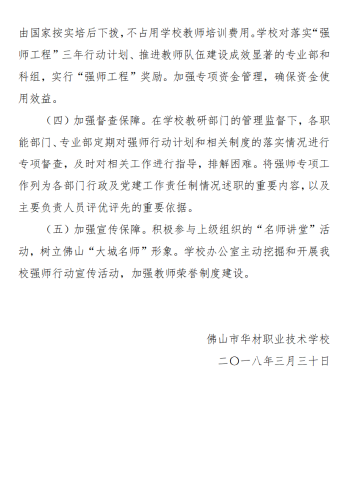 由国家按实培后下拨，不占用学校教师培训费用。学校对落实“强
师工程”三年行动计划、推进教师队伍建设成效显著的专业部和
科组，实行“强师工程”奖励。加强专项资金管理，确保资金使
用效益。
（四）加强督查保障。在学校教研部门的管理监督下，各职
能部门、专业部定期对强师行动计划和相关制度的落实情况进行
专项督查，及时对相关工作进行指导，排解困难。将强师专项工
作列为各部门行政及党建工作责任制情况述职的重要内容，以及
主要负责人员评优评先的重要依据。
（五）加强宣传保障。积极参与上级组织的“名师讲堂”活
动，树立佛山“大城名师”形象。学校办公室主动挖掘和开展我
校强师行动宣传活动，加强教师荣誉制度建设。
佛山市华材职业技术学校
二〇一八年三月三十日